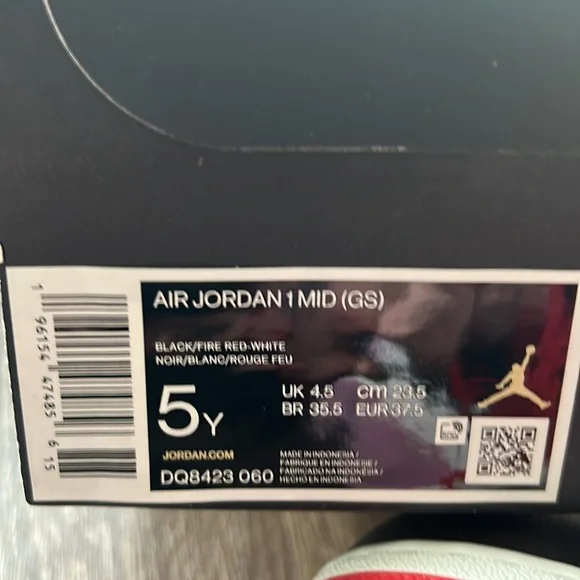 AIR JORDAN 1 MID (GS)
BLACK/FIRE RED-WHITE
NOIR/BLANC/ROUGE FEU
5Y
UK 4.5 cm 23.5
BR 35.5 EUR 37.5
JORDAN.COM
DQ8423 060
MADE IN INDONESIA /
FABRIQUE EN INDONESIE /
FABRICADO NA INDONESIA /
HECHO EN INDONESIA
1 96154 47485 6 15